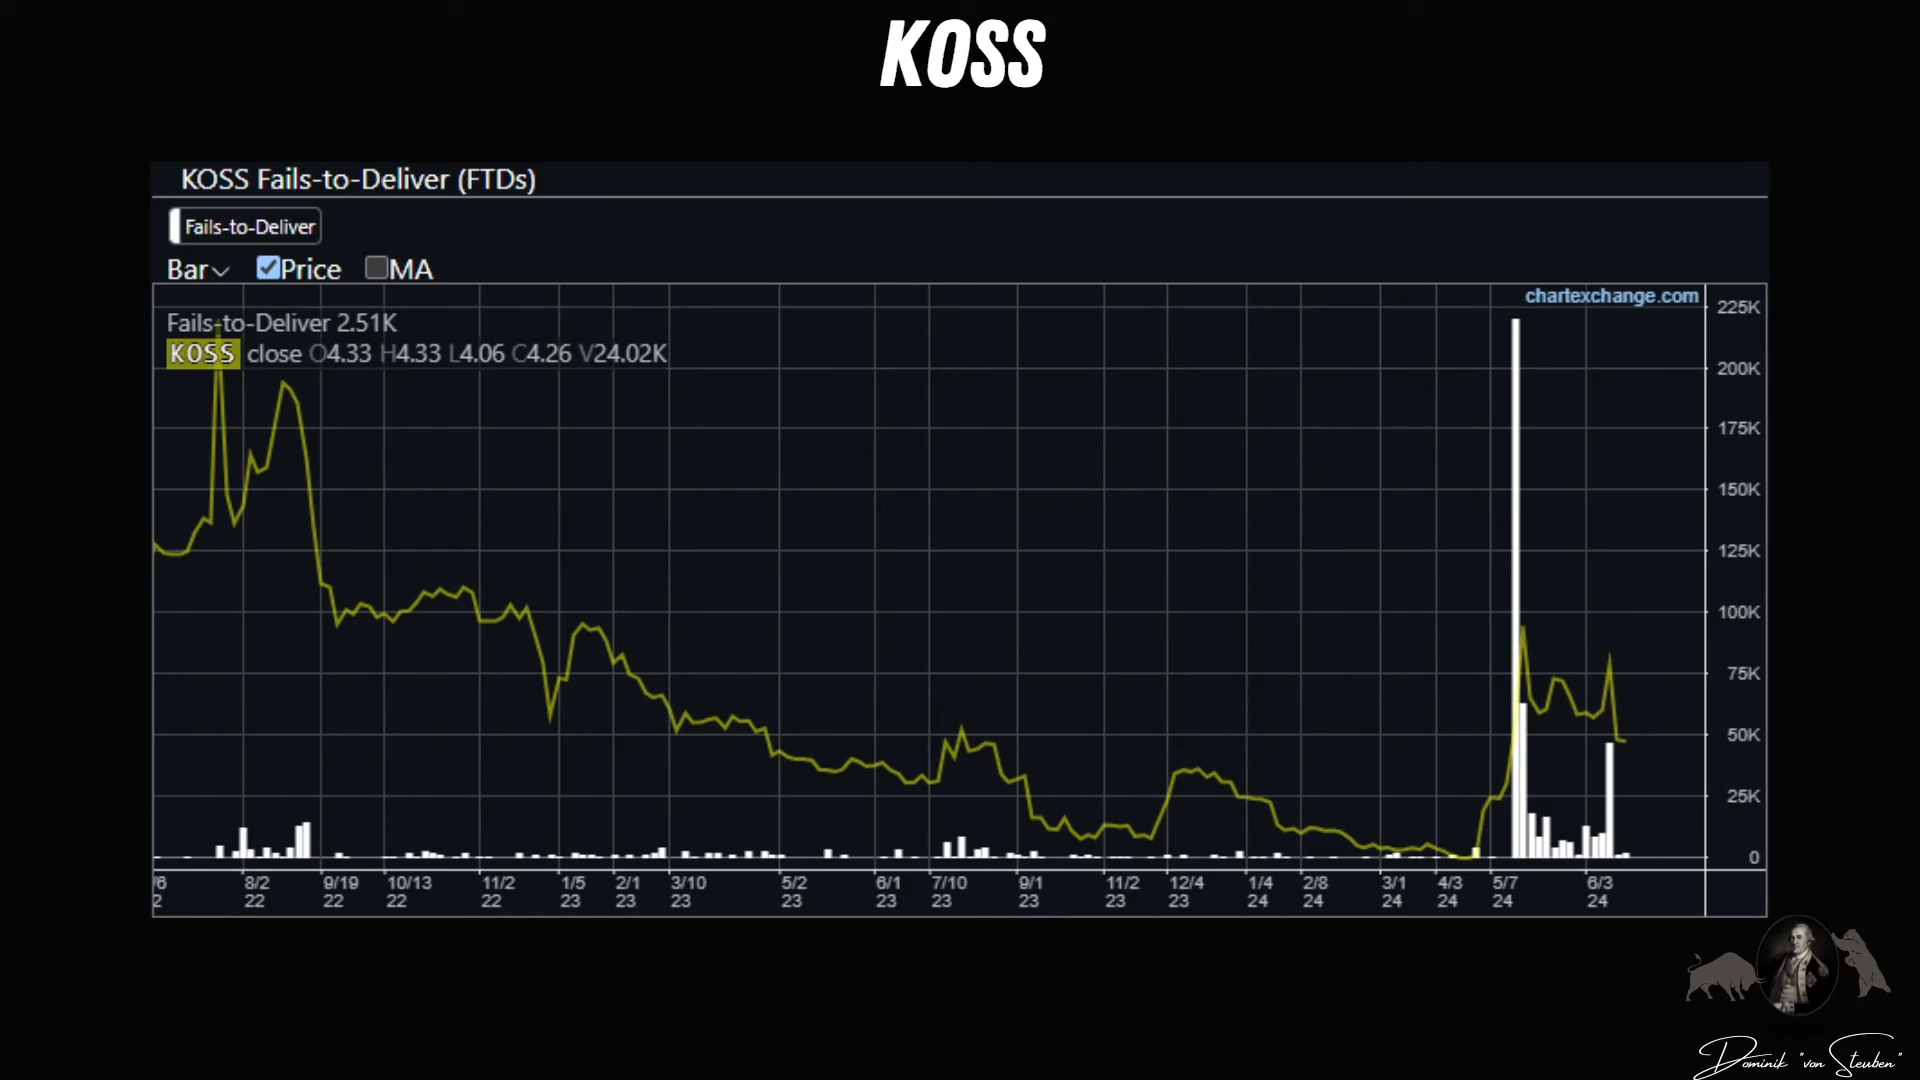 KOSS
KOSS Fails-to-Deliver (FTDs)
Fails-to-Deliver
Bar Price MA
chartexchange.com
Fails-to-Deliver 2.51K
KOSS close O4.33 H4.33 L4.06 C4.26 V24.02K
225K
200K
175K
150K
125K
100K
75K
50K
25K
0
/6 8/2 9/19 10/13 11/2 1/5 2/1 3/10 5/2 6/1 7/10 9/1 11/2 12/4 1/4 2/8 3/1 4/3 5/7 6/3
2 22 22 22 22 23 23 23 23 23 23 23 23 23 24 24 24 24 24 24
Dominik "von Steuben"